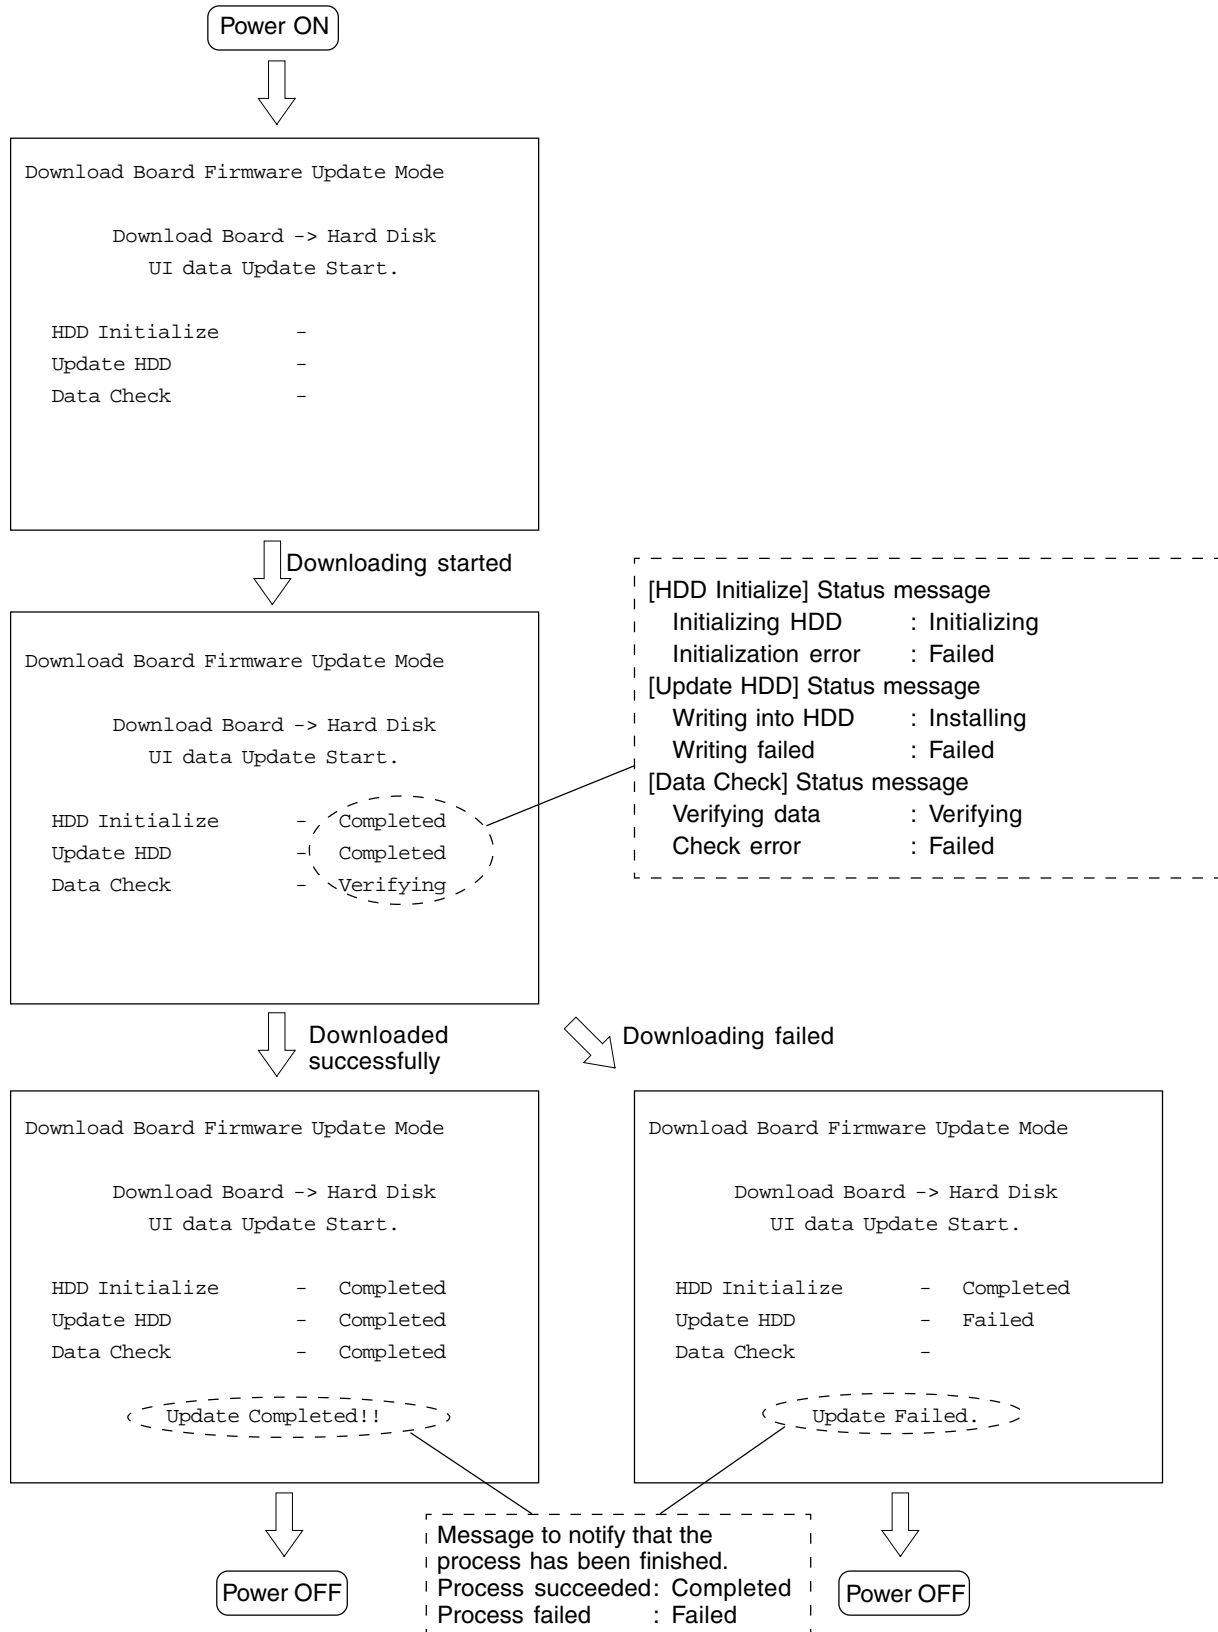 Power ON
Download Board Firmware Update Mode
Download Board -> Hard Disk
UI data Update Start.
HDD Initialize -
Update HDD -
Data Check -
Downloading started
Download Board Firmware Update Mode
Download Board -> Hard Disk
UI data Update Start.
HDD Initialize - Completed
Update HDD - Completed
Data Check - Verifying
[HDD Initialize] Status message
Initializing HDD : Initializing
Initialization error : Failed
[Update HDD] Status message
Writing into HDD : Installing
Writing failed : Failed
[Data Check] Status message
Verifying data : Verifying
Check error : Failed
Downloaded
successfully
Downloading failed
Download Board Firmware Update Mode
Download Board -> Hard Disk
UI data Update Start.
HDD Initialize - Completed
Update HDD - Completed
Data Check - Completed
Update Completed!!
Download Board Firmware Update Mode
Download Board -> Hard Disk
UI data Update Start.
HDD Initialize - Completed
Update HDD - Failed
Data Check -
Update Failed.
Message to notify that the
process has been finished.
Process succeeded: Completed
Process failed : Failed
Power OFF
Power OFF